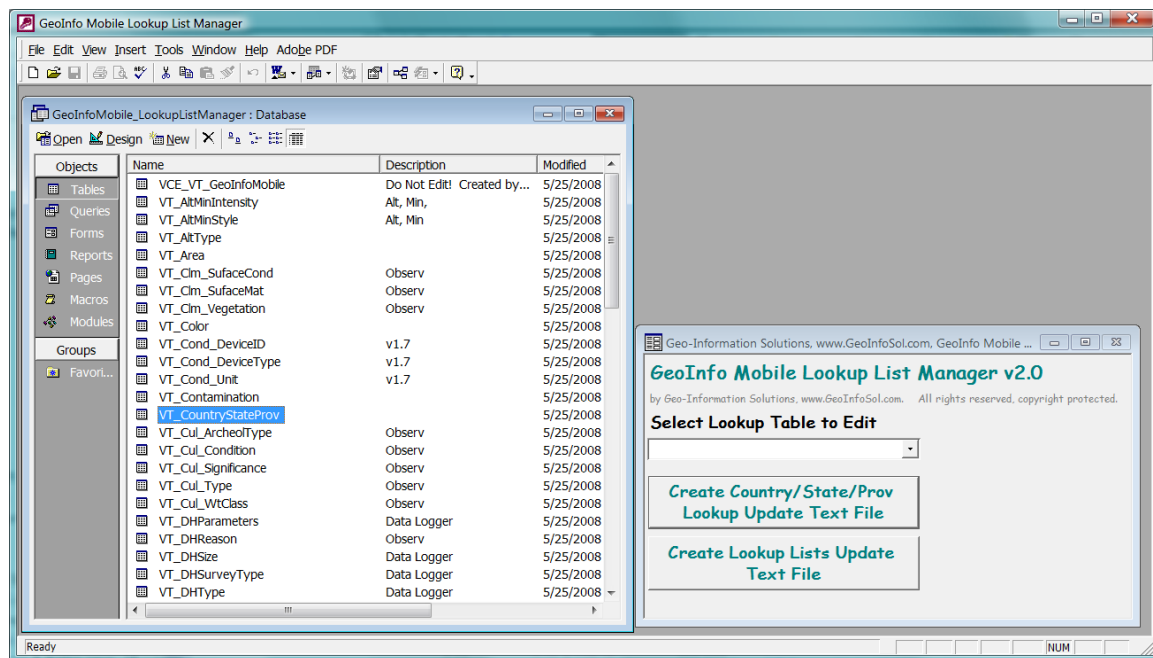 GeoInfo Mobile Lookup List Manager
File Edit View Insert Tools Window Help Adobe PDF
GeoInfoMobile_LookupListManager : Database
Open Design New
Objects
Tables
Queries
Forms
Reports
Pages
Macros
Modules
Groups
Favori...
Name Description Modified
VCE_VT_GeoInfoMobile Do Not Edit! Created by... 5/25/2008
VT_AltMinIntensity Alt, Min, 5/25/2008
VT_AltMinStyle Alt, Min 5/25/2008
VT_AltType 5/25/2008
VT_Area 5/25/2008
VT_Clm_SufaceCond Observ 5/25/2008
VT_Clm_SufaceMat Observ 5/25/2008
VT_Clm_Vegetation Observ 5/25/2008
VT_Color 5/25/2008
VT_Cond_DeviceID v1.7 5/25/2008
VT_Cond_DeviceType v1.7 5/25/2008
VT_Cond_Unit v1.7 5/25/2008
VT_Contamination 5/25/2008
VT_CountryStateProv 5/25/2008
VT_Cul_ArcheolType Observ 5/25/2008
VT_Cul_Condition Observ 5/25/2008
VT_Cul_Significance Observ 5/25/2008
VT_Cul_Type Observ 5/25/2008
VT_Cul_WtClass Observ 5/25/2008
VT_DHParameters Data Logger 5/25/2008
VT_DHReason Observ 5/25/2008
VT_DHSize Data Logger 5/25/2008
VT_DHSurveyType Data Logger 5/25/2008
VT_DHType Data Logger 5/25/2008
Geo-Information Solutions, www.GeoInfoSol.com, GeoInfo Mobile ...
GeoInfo Mobile Lookup List Manager v2.0
by Geo-Information Solutions, www.GeoInfoSol.com. All rights reserved, copyright protected.
Select Lookup Table to Edit
Create Country/State/Prov
Lookup Update Text File
Create Lookup Lists Update
Text File
Ready NUM